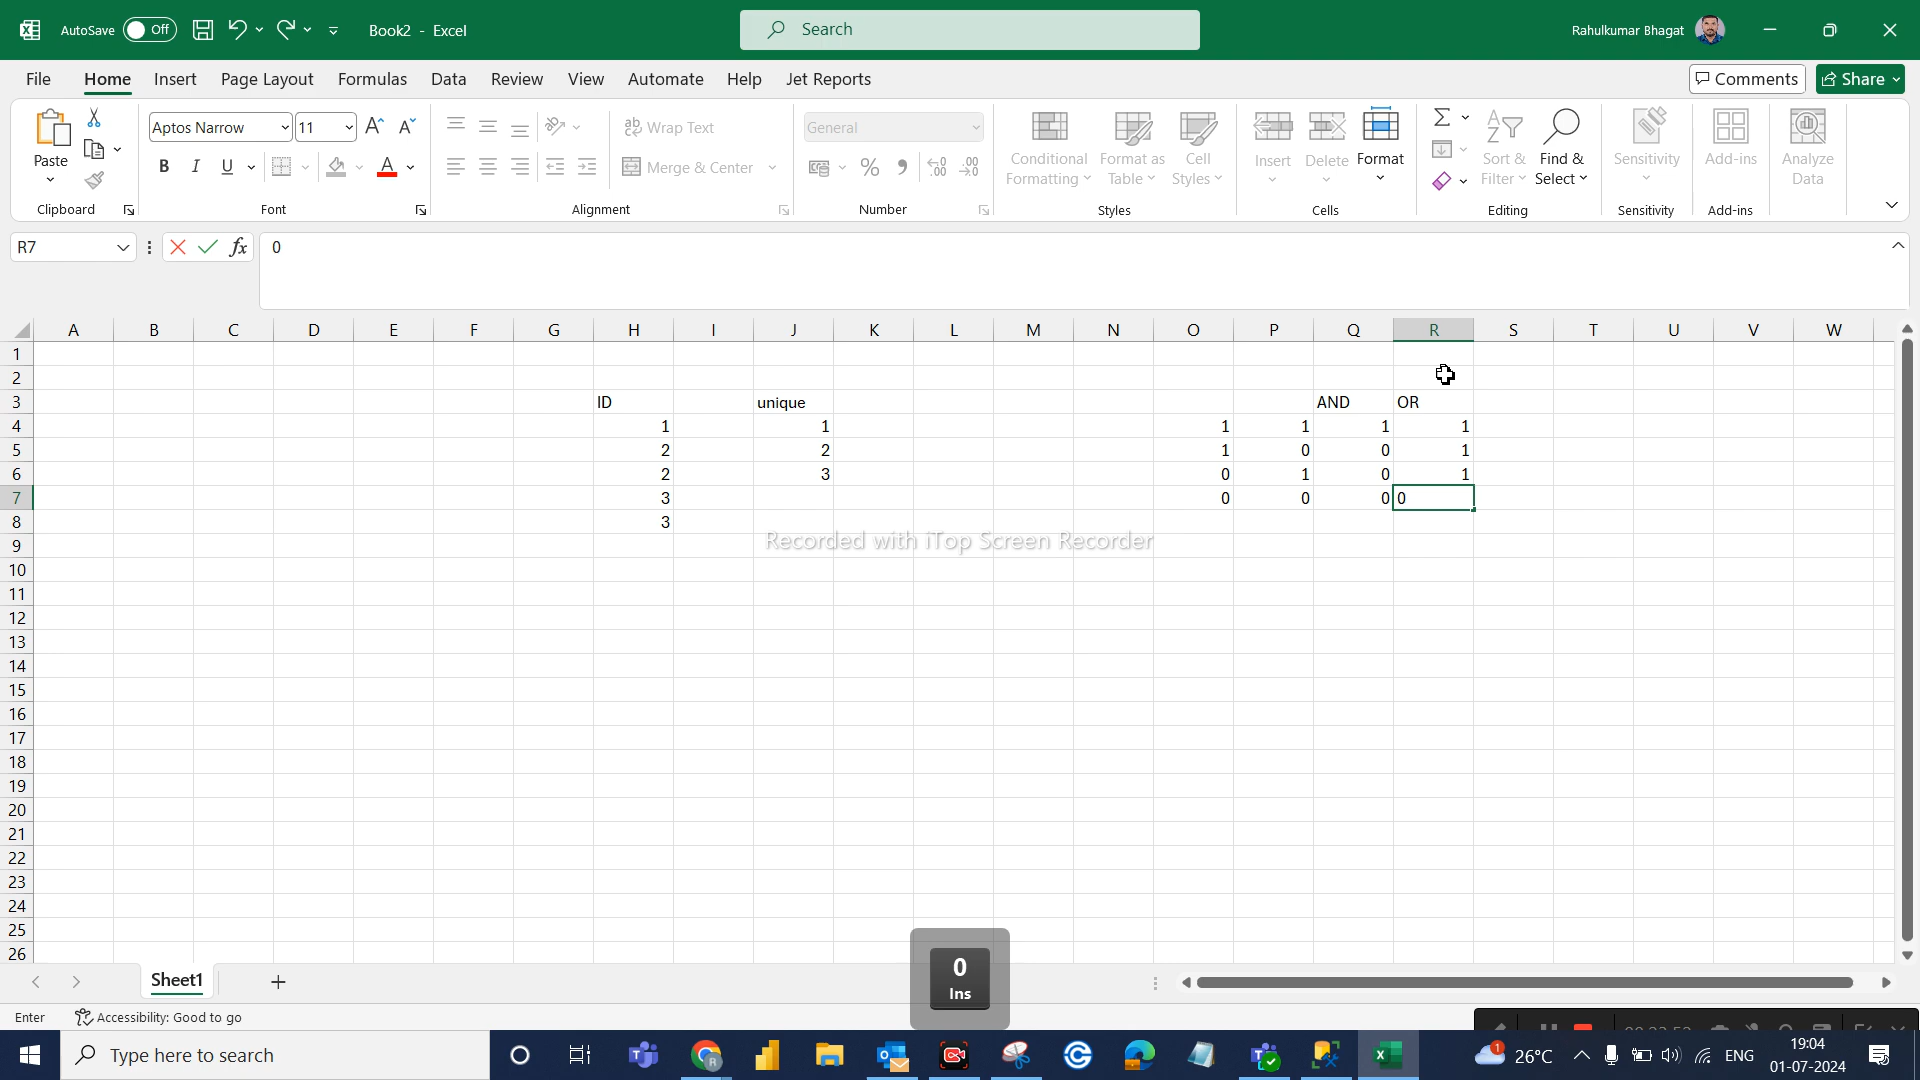 AutoSave Off Book2 - Excel Search Rahulkumar Bhagat
File Home Insert Page Layout Formulas Data Review View Automate Help Jet Reports Comments Share
Paste
Aptos Narrow 11
B I U
Wrap Text
Merge & Center
General
Conditional Formatting
Format as Table
Cell Styles
Insert
Delete
Format
Sort & Filter
Find & Select
Sensitivity
Add-ins
Analyze Data
Clipboard Font Alignment Number Styles Cells Editing Sensitivity Add-ins
R7 fx 0
A B C D E F G H I J K L M N O P Q R S T U V W
1
2
3 ID unique AND OR
4 1 1 1 1 1 1
5 2 2 1 0 0 1
6 2 3 0 1 0 1
7 3 0 0 0 0
8 3
9
Recorded with iTop Screen Recorder
10
11
12
13
14
15
16
17
18
19
20
21
22
23
24
25
26
0
Ins
Sheet1
Enter Accessibility: Good to go
Type here to search
1 26°C ENG
19:04
01-07-2024